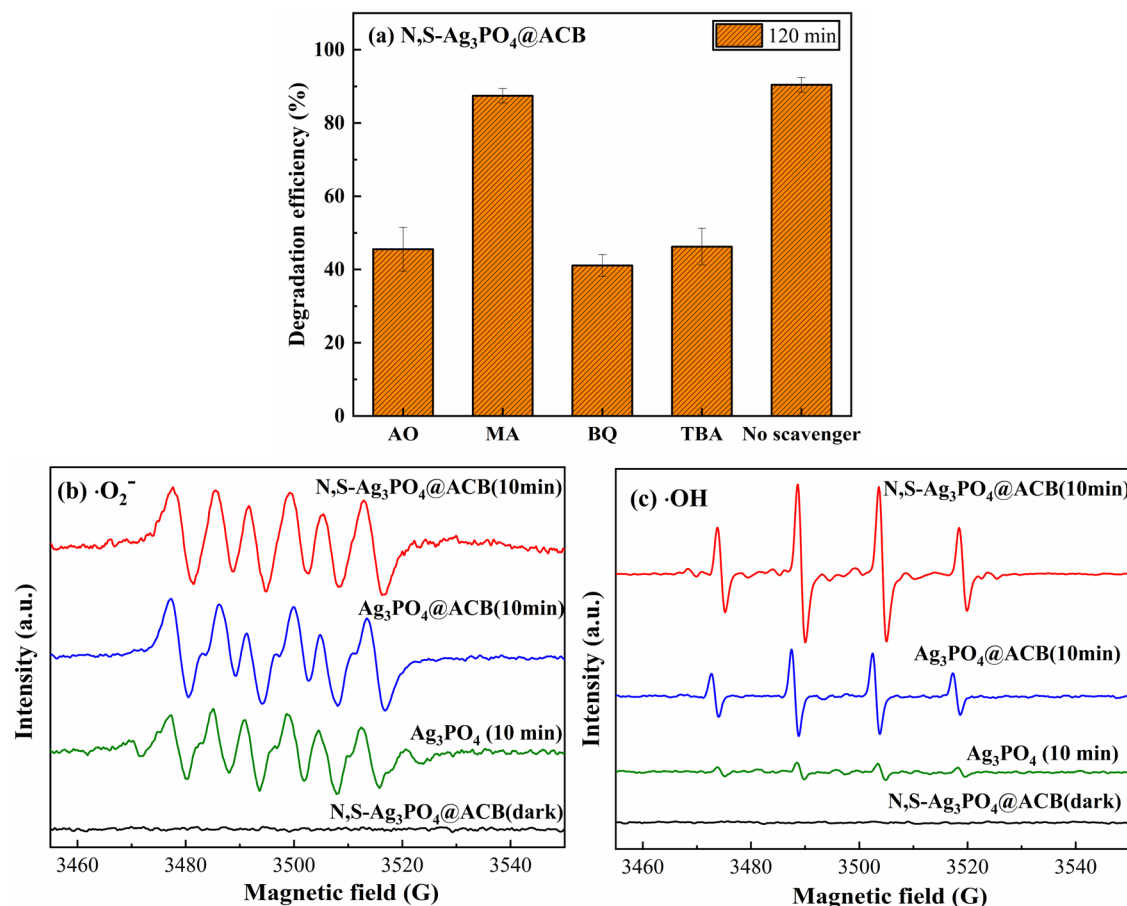 (a) N,S-Ag₃PO₄@ACB
120 min
Degradation efficiency (%)
100
80
60
40
20
0
AO MA BQ TBA No scavenger
(b) ·O₂⁻
N,S-Ag₃PO₄@ACB(10min)
Ag₃PO₄@ACB(10min)
Ag₃PO₄ (10 min)
N,S-Ag₃PO₄@ACB(dark)
Intensity (a.u.)
3460 3480 3500 3520 3540
Magnetic field (G)
(c) ·OH
N,S-Ag₃PO₄@ACB(10min)
Ag₃PO₄@ACB(10min)
Ag₃PO₄ (10 min)
N,S-Ag₃PO₄@ACB(dark)
Intensity (a.u.)
3460 3480 3500 3520 3540
Magnetic field (G)